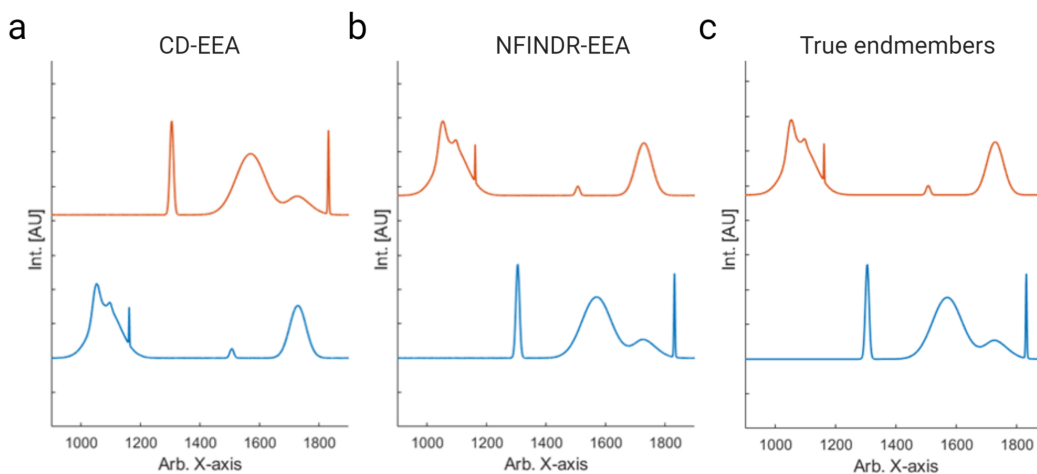 a
CD-EEA
Int. [AU]
1000 1200 1400 1600 1800
Arb. X-axis
b
NFINDR-EEA
Int. [AU]
1000 1200 1400 1600 1800
Arb. X-axis
c
True endmembers
Int. [AU]
1000 1200 1400 1600 1800
Arb. X-axis